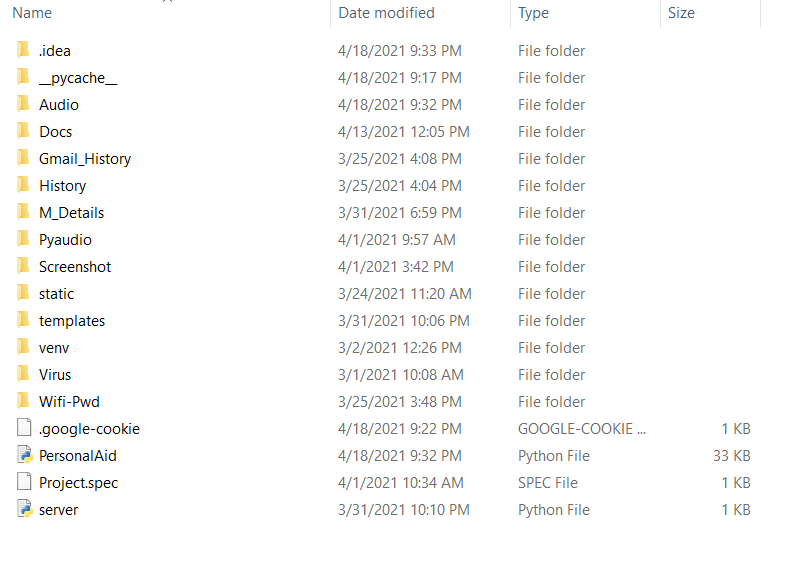 Name Date modified Type Size
.idea 4/18/2021 9:33 PM File folder
__pycache__ 4/18/2021 9:17 PM File folder
Audio 4/18/2021 9:32 PM File folder
Docs 4/13/2021 12:05 PM File folder
Gmail_History 3/25/2021 4:08 PM File folder
History 3/25/2021 4:04 PM File folder
M_Details 3/31/2021 6:59 PM File folder
Pyaudio 4/1/2021 9:57 AM File folder
Screenshot 4/1/2021 3:42 PM File folder
static 3/24/2021 11:20 AM File folder
templates 3/31/2021 10:06 PM File folder
venv 3/2/2021 12:26 PM File folder
Virus 3/1/2021 10:08 AM File folder
Wifi-Pwd 3/25/2021 3:48 PM File folder
.google-cookie 4/18/2021 9:22 PM GOOGLE-COOKIE ... 1 KB
PersonalAid 4/18/2021 9:32 PM Python File 33 KB
Project.spec 4/1/2021 10:34 AM SPEC File 1 KB
server 3/31/2021 10:10 PM Python File 1 KB